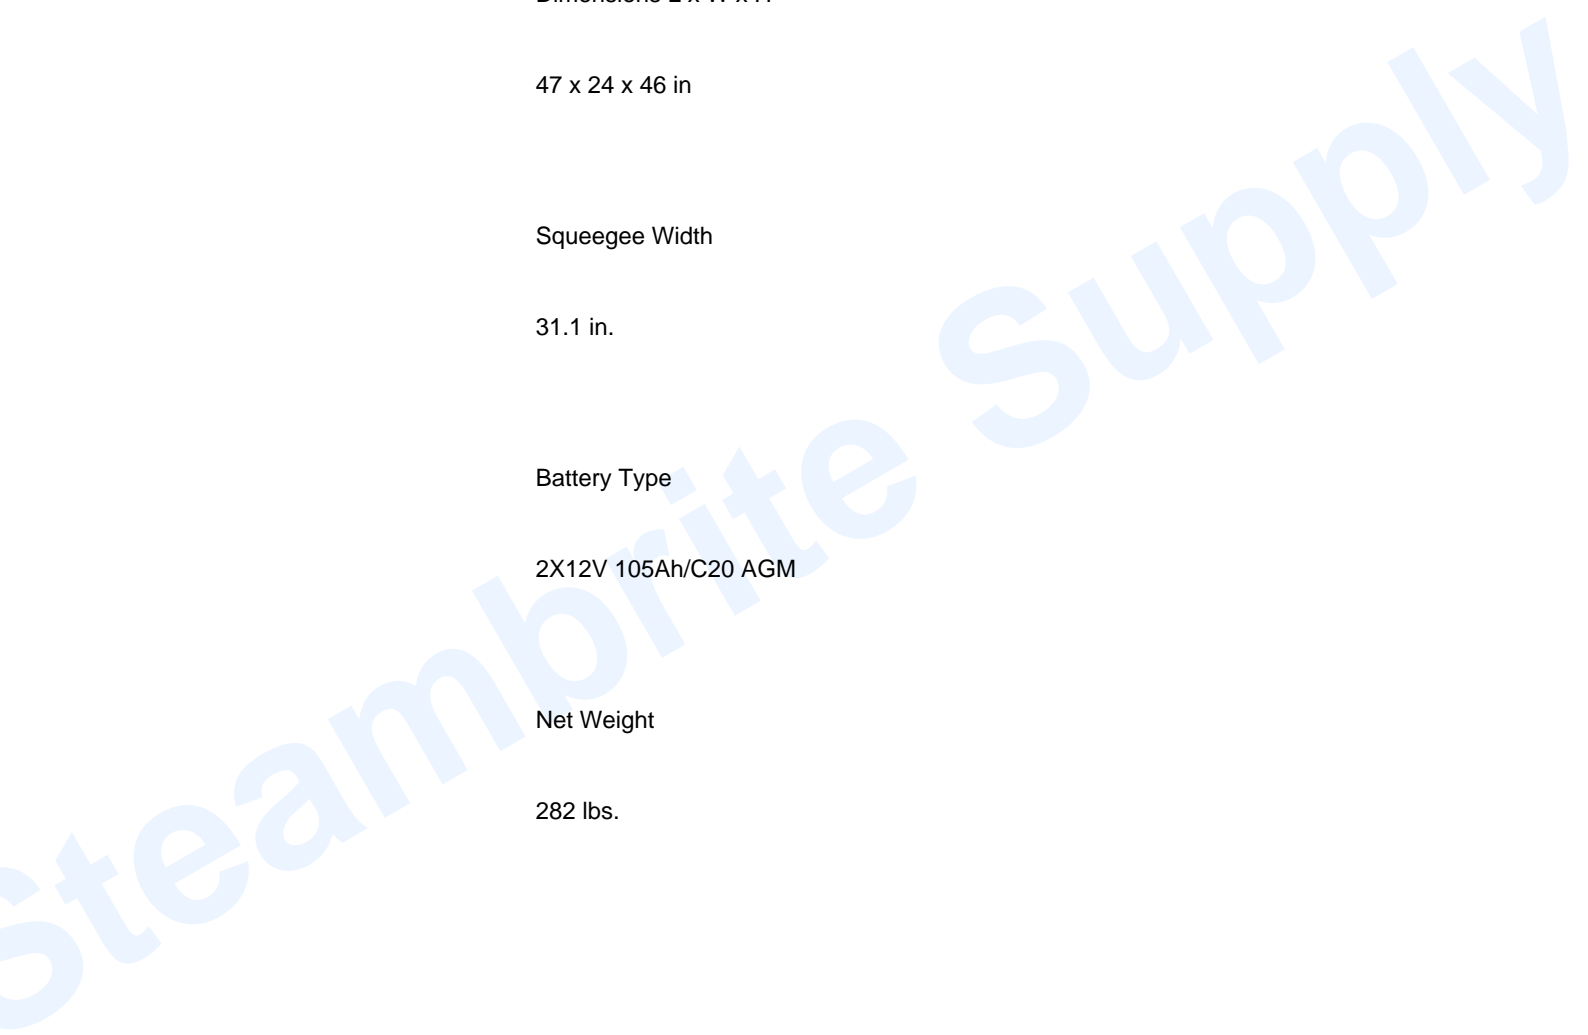 Dimensions L x W x H
47 x 24 x 46 in
Squeegee Width
31.1 in.
Battery Type
2X12V 105Ah/C20 AGM
Net Weight
282 lbs.
Steambrite Supply